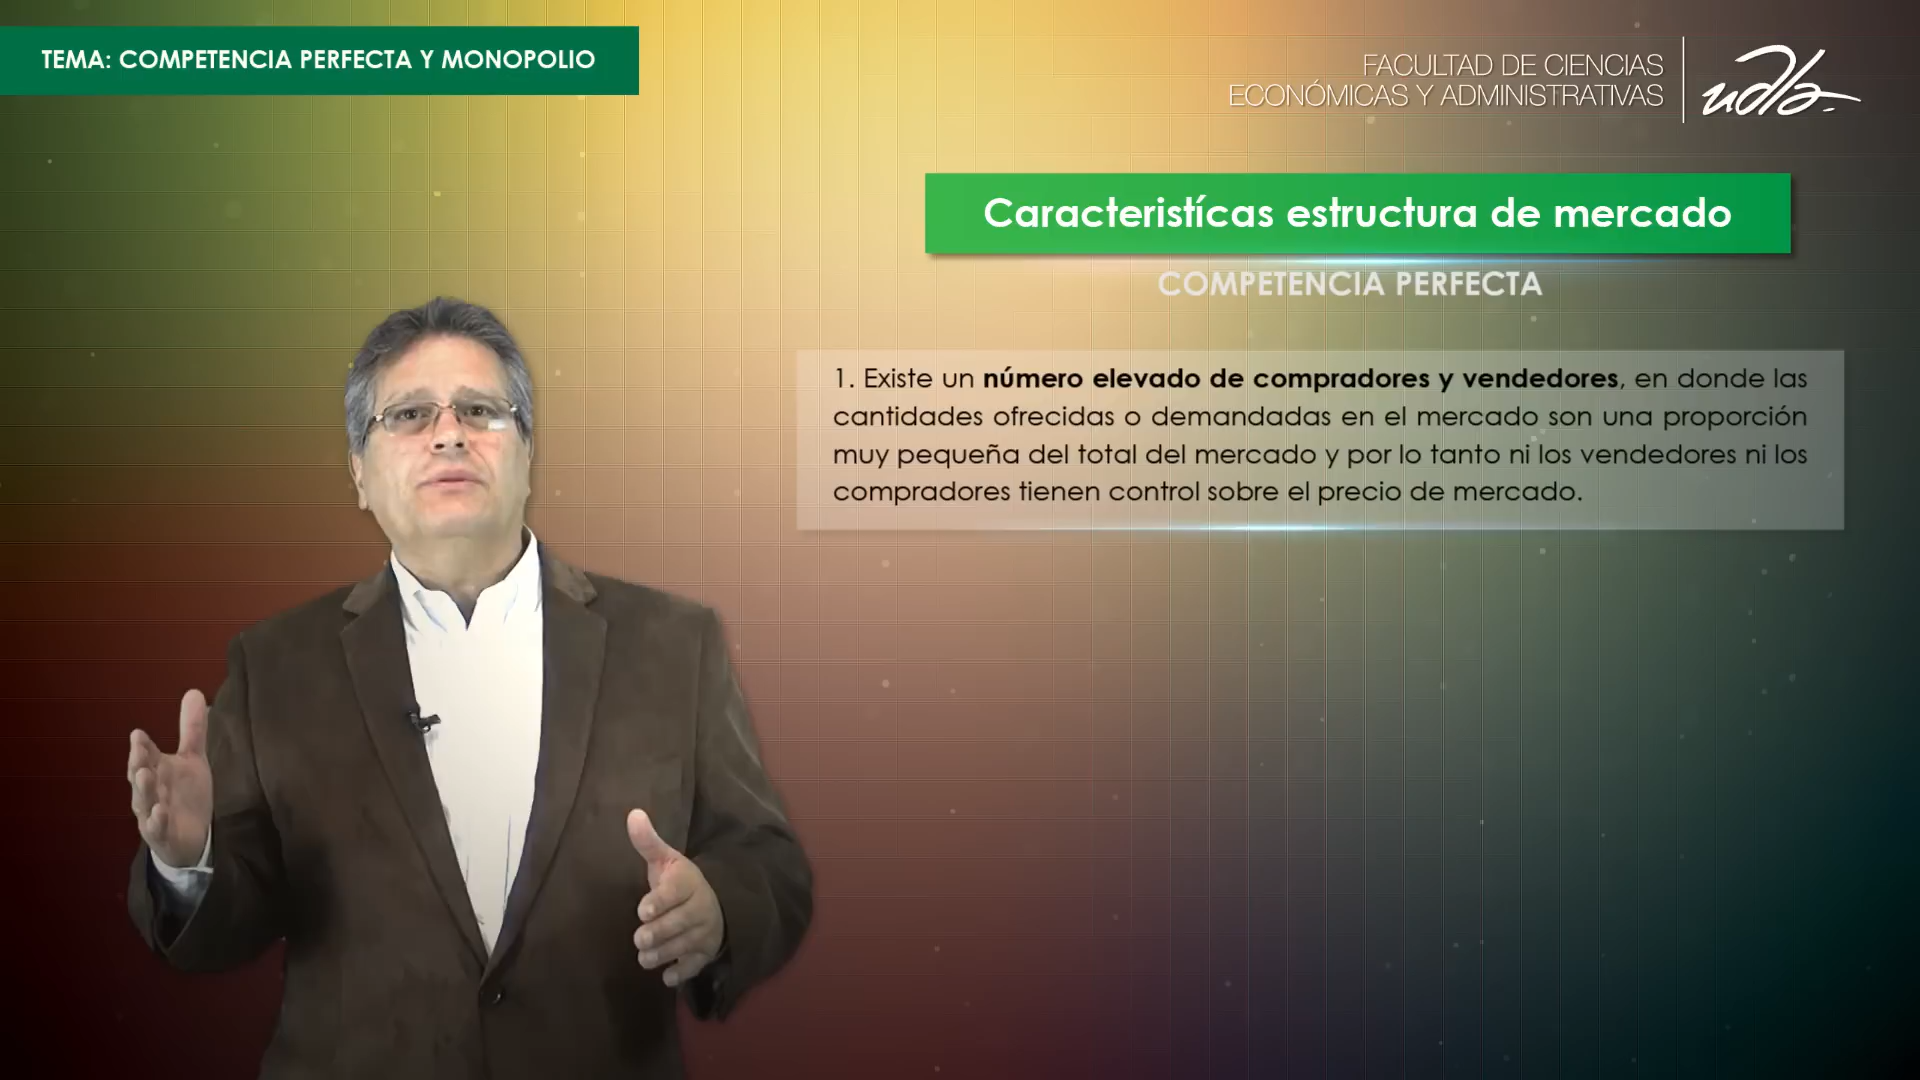 TEMA: COMPETENCIA PERFECTA Y MONOPOLIO
FACULTAD DE CIENCIAS
ECONÓMICAS Y ADMINISTRATIVAS
udla-
Caracteristícas estructura de mercado
COMPETENCIA PERFECTA
1. Existe un número elevado de compradores y vendedores, en donde las
cantidades ofrecidas o demandadas en el mercado son una proporción
muy pequeña del total del mercado y por lo tanto ni los vendedores ni los
compradores tienen control sobre el precio de mercado.